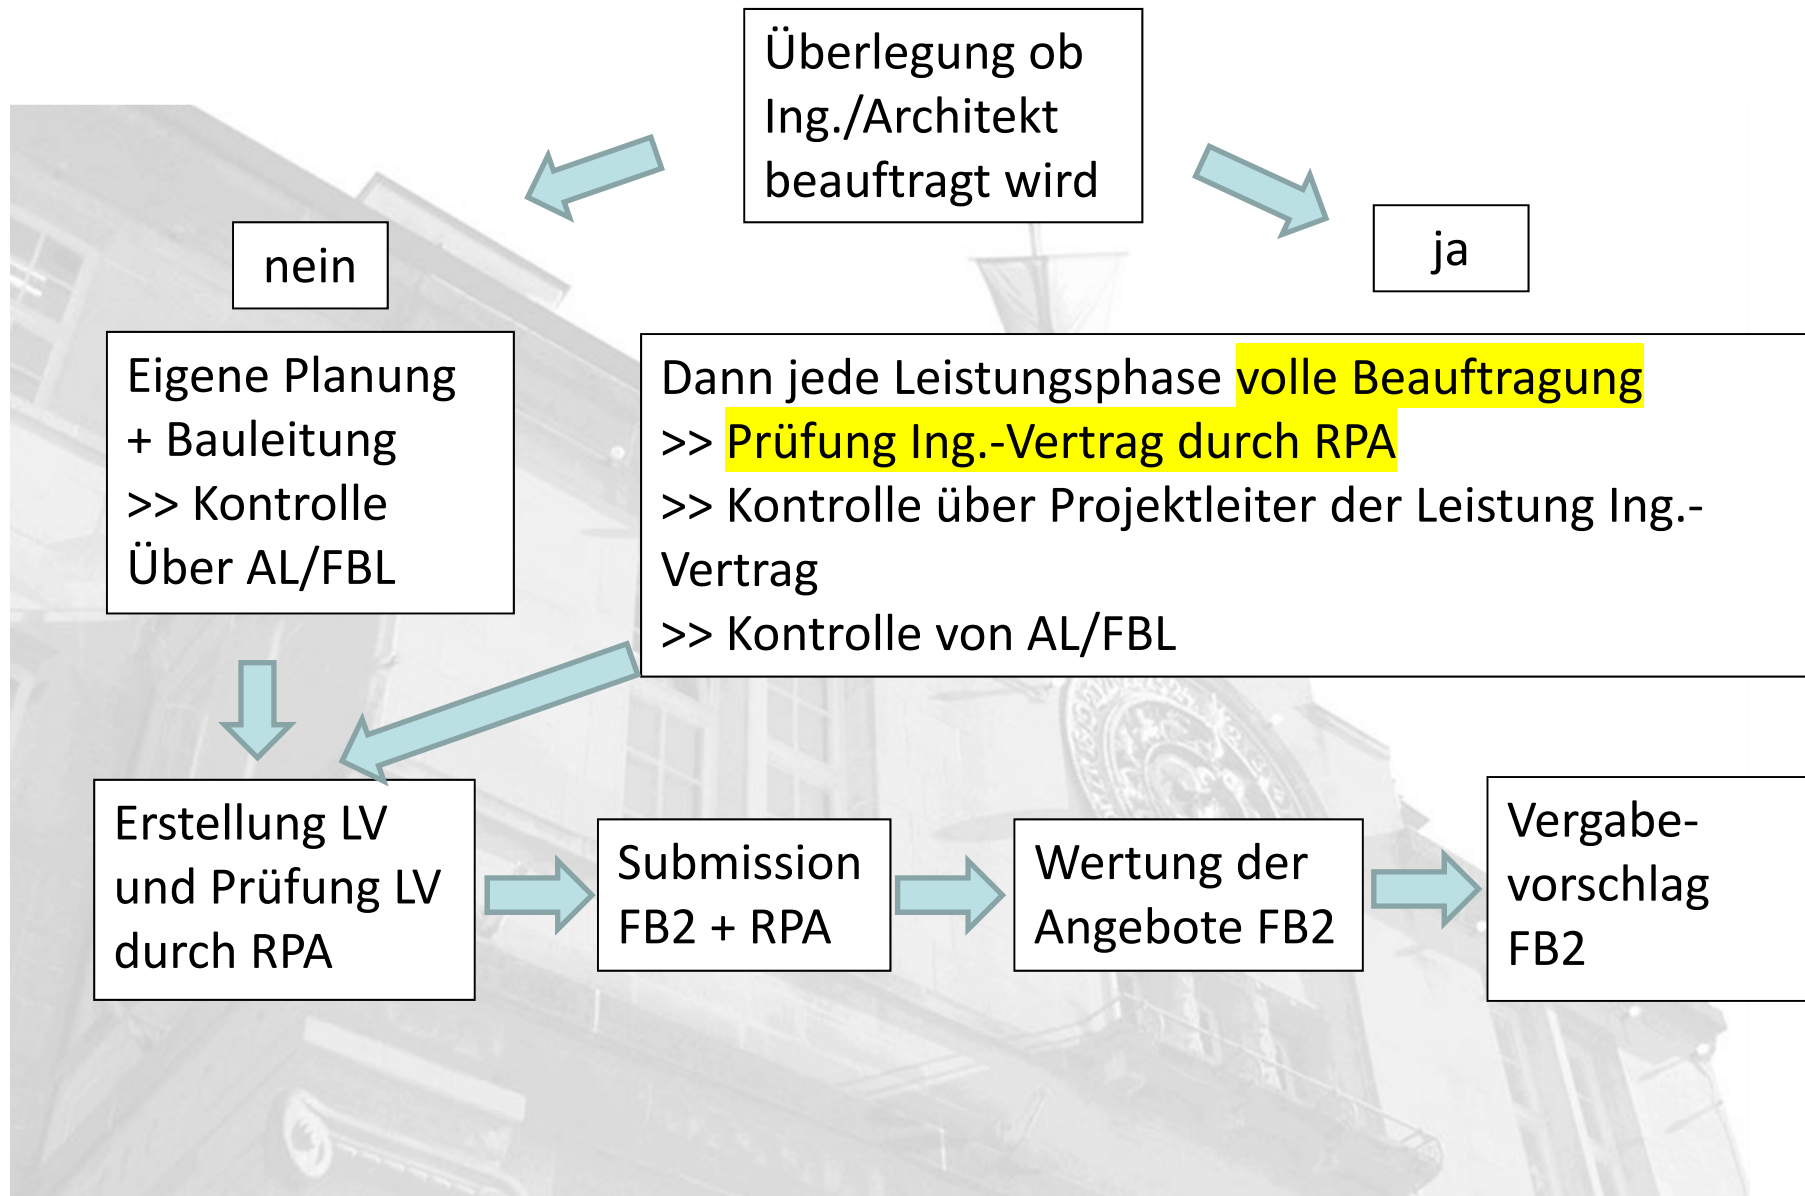 Überlegung ob
Ing./Architekt
beauftragt wird
nein
ja
Eigene Planung
+ Bauleitung
>> Kontrolle
Über AL/FBL
Dann jede Leistungsphase volle Beauftragung
>> Prüfung Ing.-Vertrag durch RPA
>> Kontrolle über Projektleiter der Leistung Ing.-
Vertrag
>> Kontrolle von AL/FBL
Erstellung LV
und Prüfung LV
durch RPA
Submission
FB2 + RPA
Wertung der
Angebote FB2
Vergabe-
vorschlag
FB2